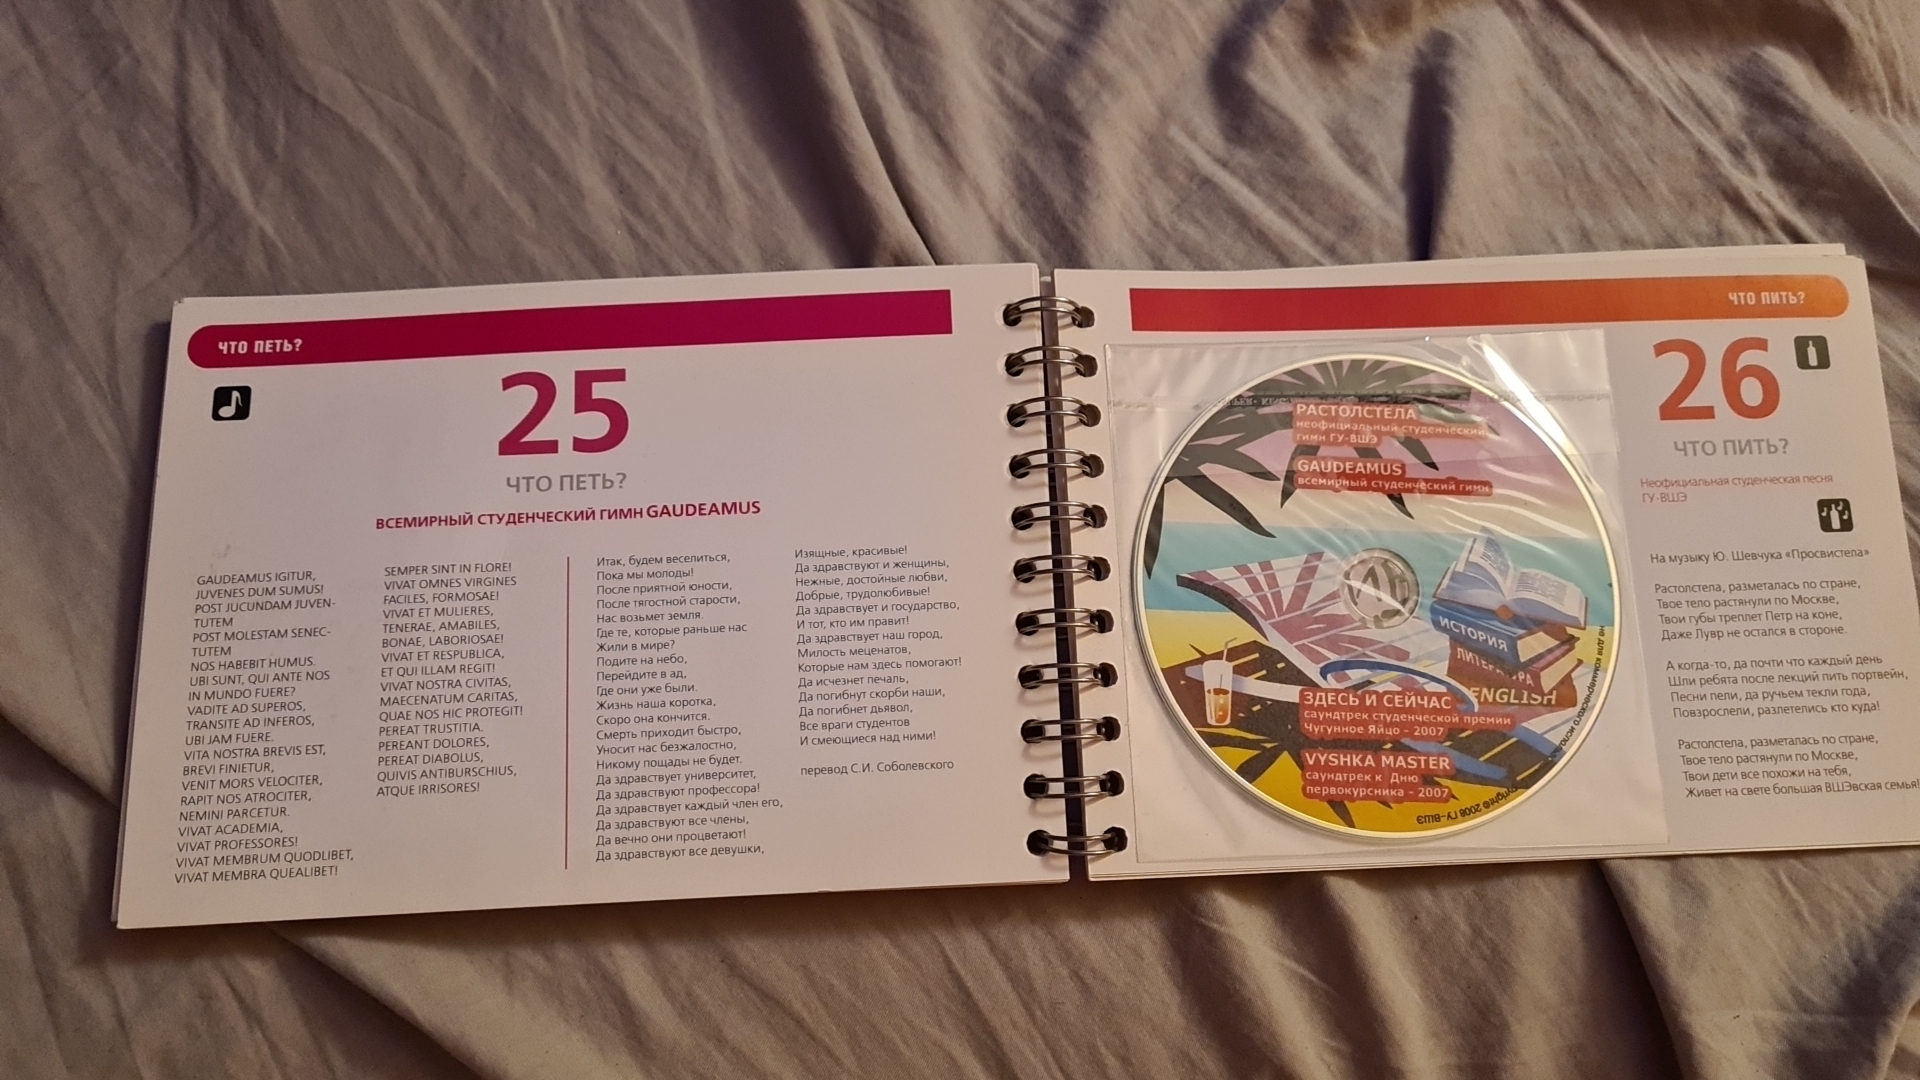 ЧТО ПЕТЬ?
25
ЧТО ПЕТЬ?
ВСЕМИРНЫЙ СТУДЕНЧЕСКИЙ ГИМН GAUDEAMUS
GAUDEAMUS IGITUR,
JUVENES DUM SUMUS!
POST JUCUNDAM JUVEN-
TUTEM
POST MOLESTAM SENEC-
TUTEM
NOS HABEBIT HUMUS.
UBI SUNT, QUI ANTE NOS
IN MUNDO FUERE?
VADITE AD SUPEROS,
TRANSITE AD INFEROS,
UBI JAM FUERE.
VITA NOSTRA BREVIS EST,
BREVI FINIETUR,
VENIT MORS VELOCITER,
RAPIT NOS ATROCITER,
NEMINI PARCETUR.
VIVAT ACADEMIA,
VIVAT PROFESSORES!
VIVAT MEMBRUM QUODLIBET,
VIVAT MEMBRA QUEALIBET!
SEMPER SINT IN FLORE!
VIVAT OMNES VIRGINES
FACILES, FORMOSAE!
VIVAT ET MULIERES,
TENERAE, AMABILES,
BONAE, LABORIOSAE!
VIVAT ET RESPUBLICA,
ET QUI ILLAM REGIT!
VIVAT NOSTRA CIVITAS,
MAECENATUM CARITAS,
QUAE NOS HIC PROTEGIT!
PEREAT TRUSTITIA.
PEREANT DOLORES,
PEREAT DIABOLUS,
QUIVIS ANTIBURSCHIUS,
ATQUE IRRISORES!
Итак, будем веселиться,
Пока мы молоды!
После приятной юности,
После тягостной старости,
Нас возьмет земля.
Где те, которые раньше нас
Жили в мире?
Подите на небо,
Перейдите в ад,
Где они уже были.
Жизнь наша коротка,
Скоро она кончится.
Смерть приходит быстро,
Уносит нас безжалостно,
Никому пощады не будет.
Да здравствует университет,
Да здравствуют профессора!
Да здравствует каждый член его,
Да здравствуют все члены,
Да вечно они процветают!
Да здравствуют все девушки,
Изящные, красивые!
Да здравствуют и женщины,
Нежные, достойные любви,
Добрые, трудолюбивые!
Да здравствует и государство,
И тот, кто им правит!
Да здравствует наш город,
Милость меценатов,
Которые нам здесь помогают!
Да исчезнет печаль,
Да погибнут скорби наши,
Да погибнет дьявол,
Все враги студентов
И смеющиеся над ними!
перевод С.И. Соболевского
РАСТОЛСТЕЛА
неофициальный студенческий
гимн ГУ-ВШЭ
GAUDEAMUS
всемирный студенческий гимн
ИСТОРИЯ
ЛИТЕРАТУРА
ENGLISH
ЗДЕСЬ И СЕЙЧАС
саундтрек студенческой премии
Чугунное Яйцо - 2007
VYSHKA MASTER
саундтрек к Дню
первокурсника - 2007
не для коммерческого
2008 ГУ-ВШЭ
ЧТО ПИТЬ?
26
ЧТО ПИТЬ?
Неофициальная студенческая песня
ГУ-ВШЭ
На музыку Ю. Шевчука «Просвистела»
Растолстела, разметалась по стране,
Твое тело растянули по Москве,
Твои губы треплет Петр на коне,
Даже Лувр не остался в стороне.
А когда-то, да почти что каждый день
Шли ребята после лекций пить портвейн,
Песни пели, да ручьем текли года,
Повзрослели, разлетелись кто куда!
Растолстела, разметалась по стране,
Твое тело растянули по Москве,
Твои дети все похожи на тебя,
Живет на свете большая ВШЭвская семья!